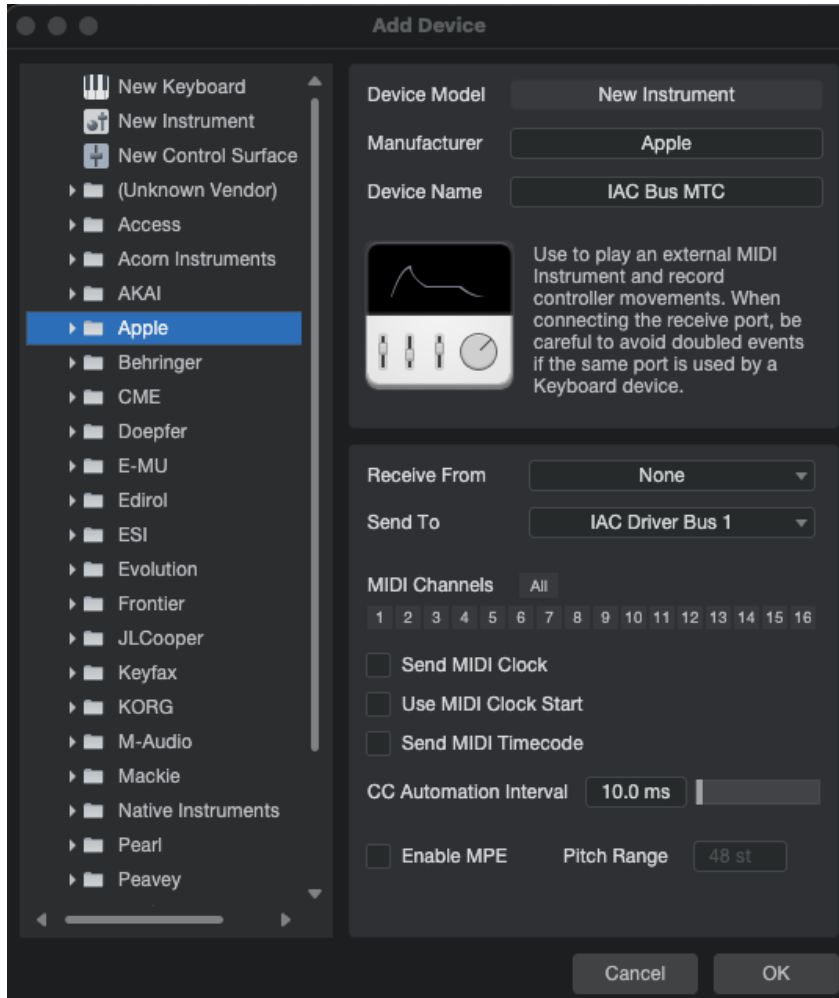 Add Device
New Keyboard
New Instrument
New Control Surface
(Unknown Vendor)
Access
Acorn Instruments
AKAI
Apple
Behringer
CME
Doepfer
E-MU
Edirol
ESI
Evolution
Frontier
JLCooper
Keyfax
KORG
M-Audio
Mackie
Native Instruments
Pearl
Peavey
Device Model New Instrument
Manufacturer Apple
Device Name IAC Bus MTC
Use to play an external MIDI
Instrument and record
controller movements. When
connecting the receive port, be
careful to avoid doubled events
if the same port is used by a
Keyboard device.
Receive From None
Send To IAC Driver Bus 1
MIDI Channels All
1 2 3 4 5 6 7 8 9 10 11 12 13 14 15 16
Send MIDI Clock
Use MIDI Clock Start
Send MIDI Timecode
CC Automation Interval 10.0 ms
Enable MPE Pitch Range 48 st
Cancel OK